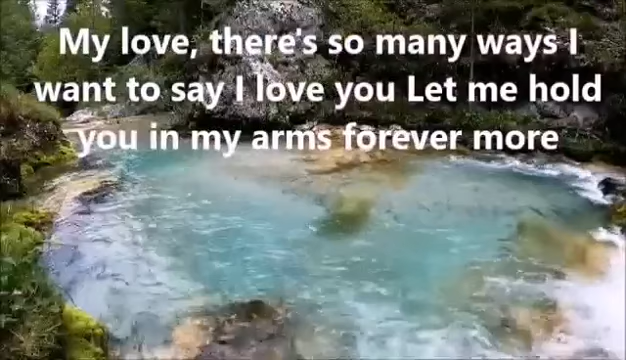 My love, there's so many ways I
want to say I love you Let me hold
you in my arms forever more